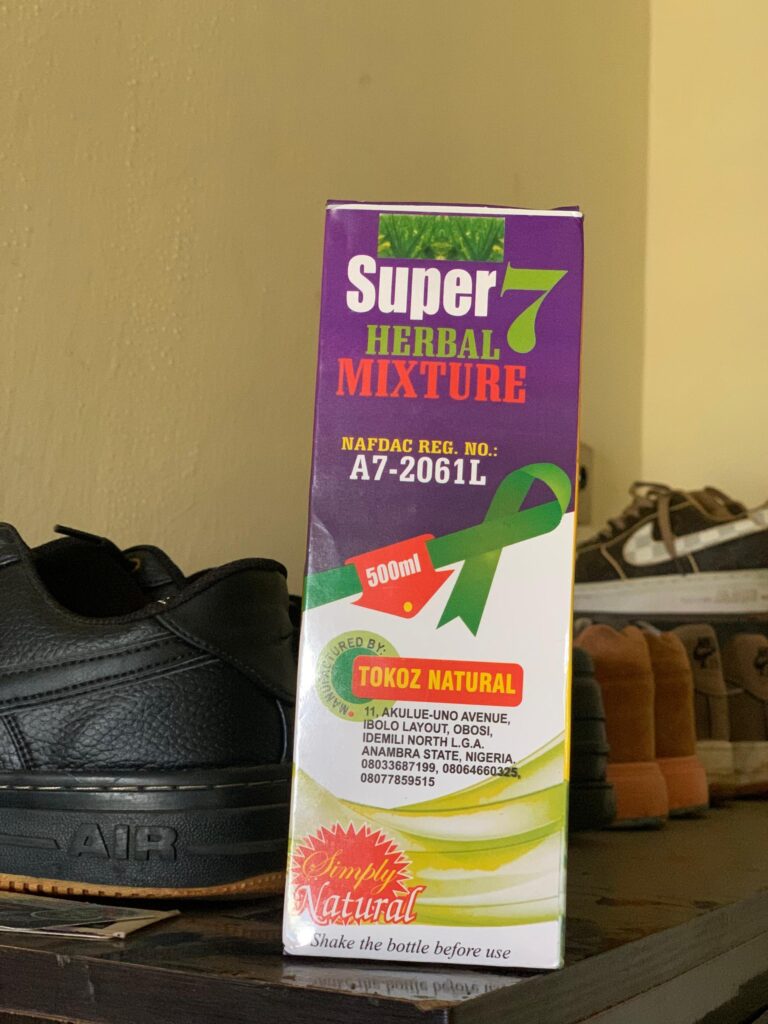 Super 7
HERBAL
MIXTURE
NAFDAC REG. NO.:
A7-2061L
500ml
MANUFACTURED BY:
TOKOZ NATURAL
11, AKULUE-UNO AVENUE,
IBOLO LAYOUT, OBOSI,
IDEMILI NORTH L.G.A.
ANAMBRA STATE, NIGERIA.
08033687199, 08064660325,
08077859515
Simply
Natural
Shake the bottle before use
AIR